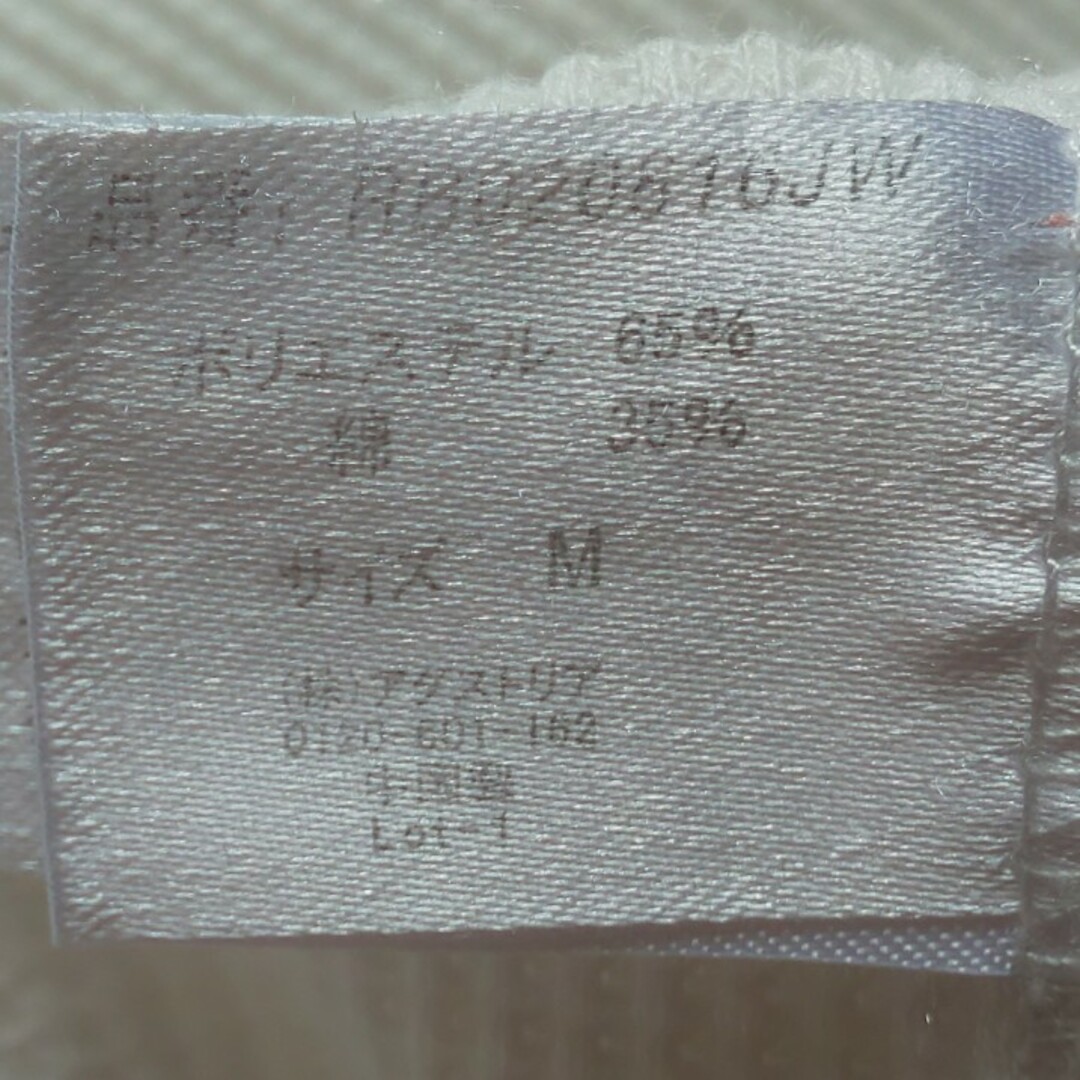 品番:
ポリエステル 65%
綿 35%
サイズ M
(株)アダストリア
0120-601-162
中国製
Lot-1